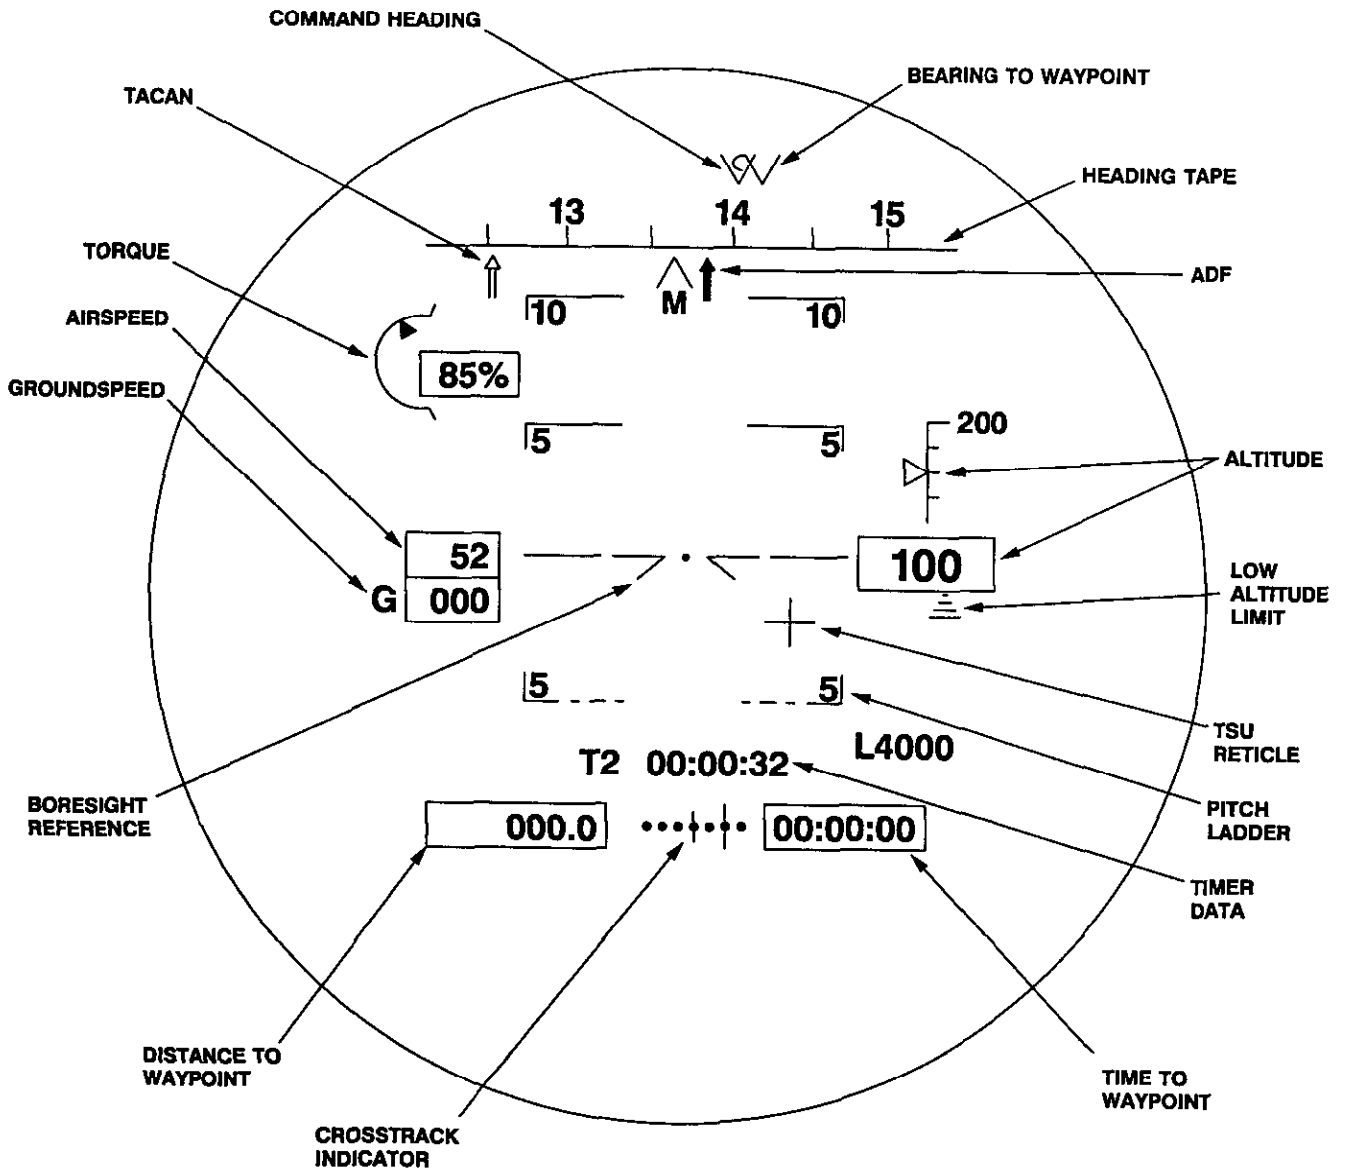 COMMAND HEADING
BEARING TO WAYPOINT
TACAN
HEADING TAPE
13 14 15
TORQUE
ADF
M
10 10
AIRSPEED
85%
GROUNDSPEED
200
5 5
ALTITUDE
52
100
G 000
LOW
ALTITUDE
LIMIT
5 5
TSU
RETICLE
L4000
T2 00:00:32
BORESIGHT
REFERENCE
PITCH
LADDER
000.0 00:00:00
TIMER
DATA
DISTANCE TO
WAYPOINT
TIME TO
WAYPOINT
CROSSTRACK
INDICATOR